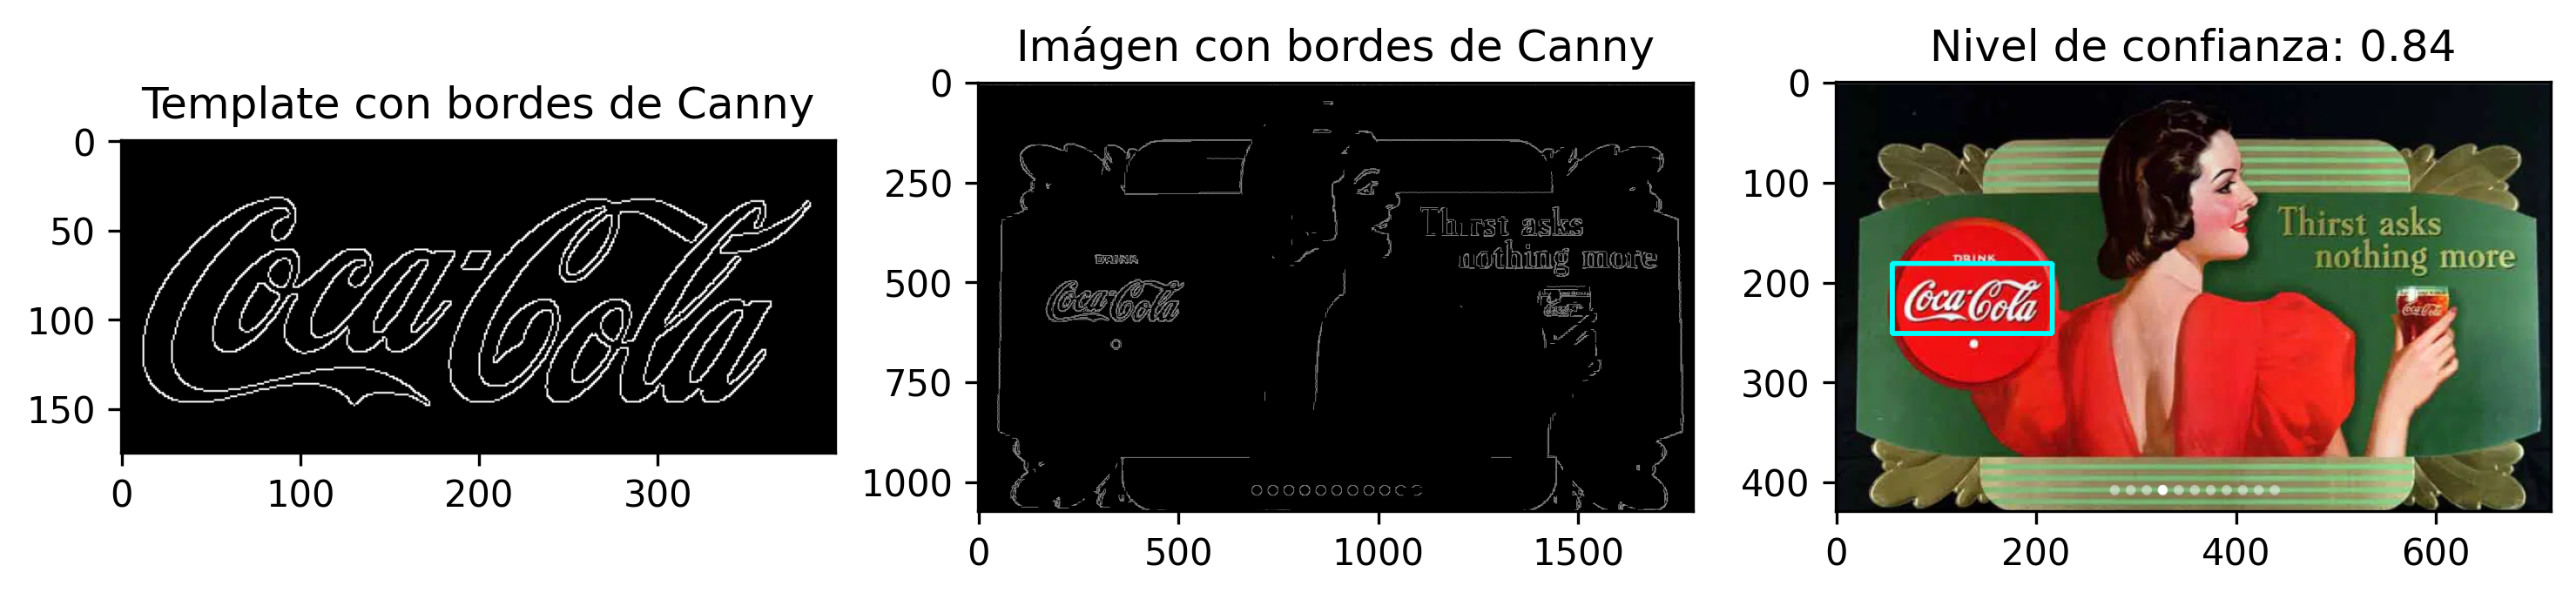 Template con bordes de Canny
0
50
100
150
0
100
200
300
Coca-Cola
Imágen con bordes de Canny
0
250
500
750
1000
0
500
1000
1500
Thirst asks
nothing more
DRINK
Coca-Cola
Nivel de confianza: 0.84
0
100
200
300
400
0
200
400
600
Thirst asks
nothing more
DRINK
Coca-Cola
Coca-Cola